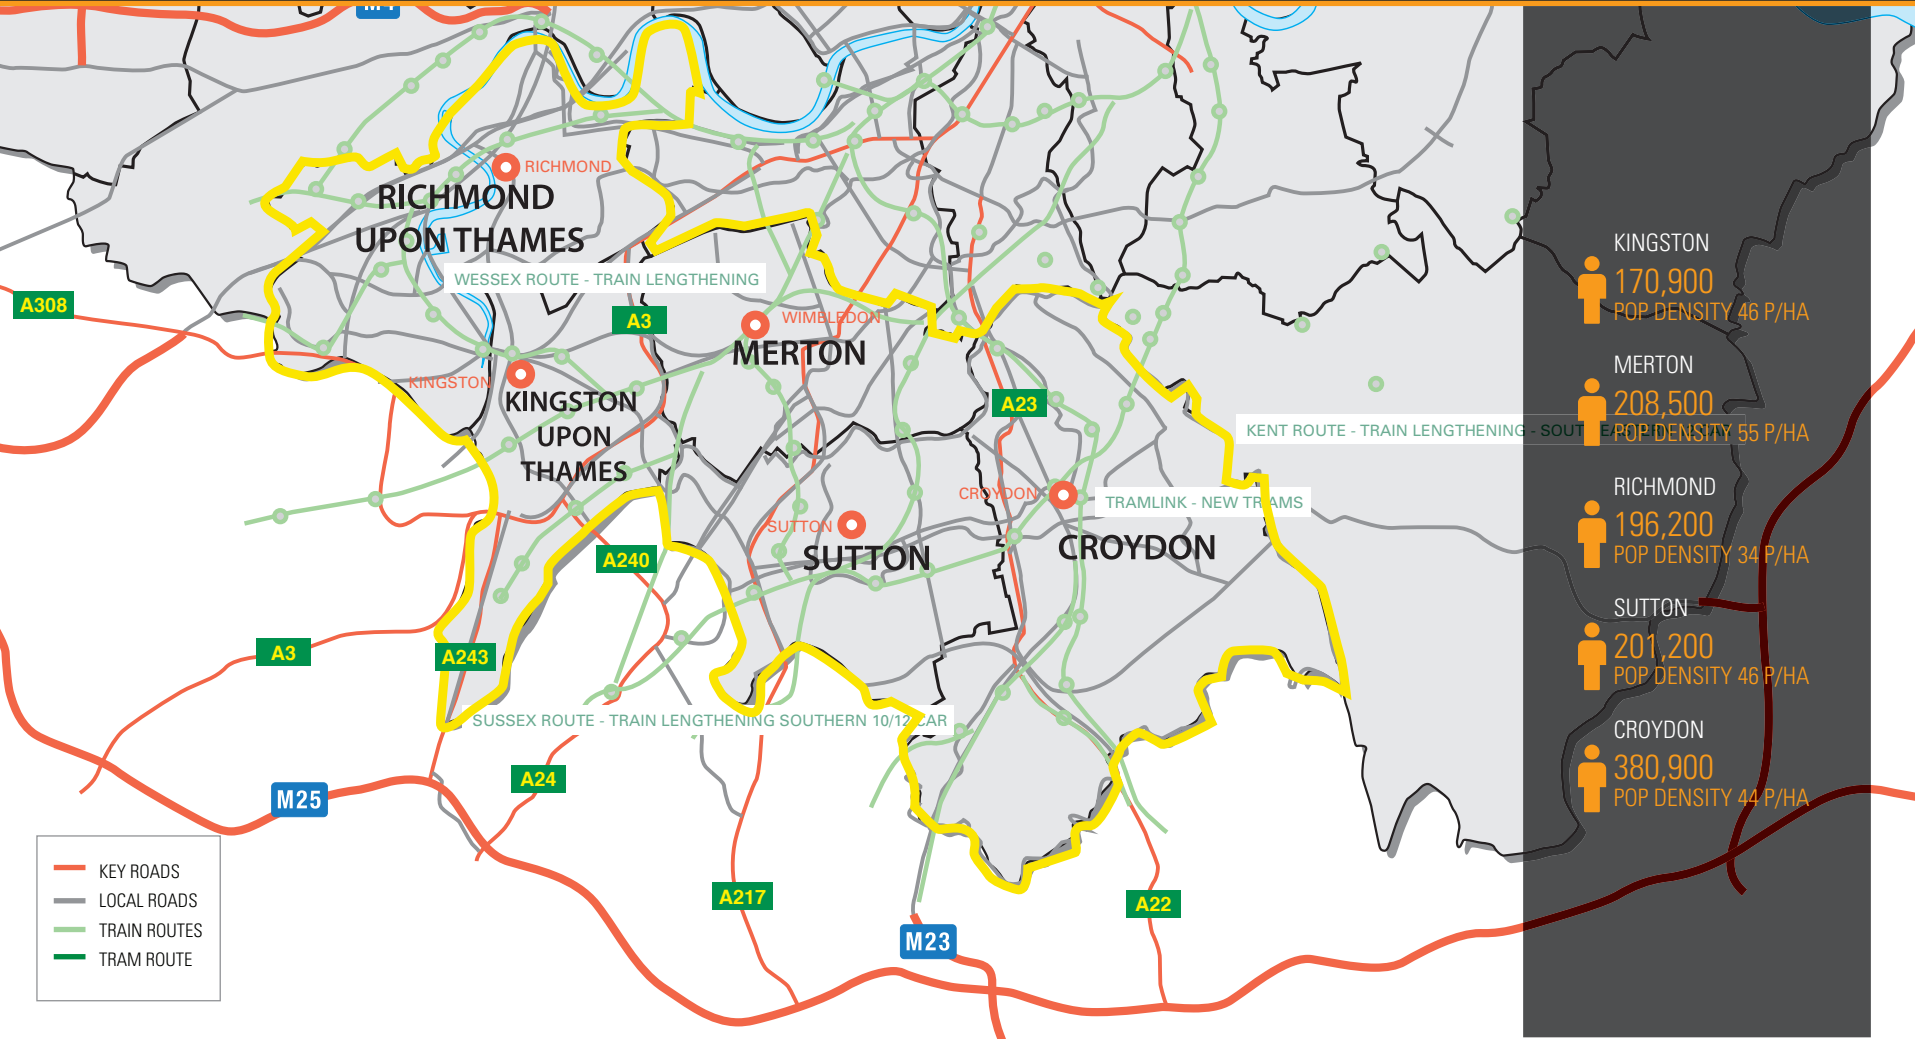 RICHMOND
RICHMOND
UPON THAMES
WESSEX ROUTE - TRAIN LENGTHENING
A308
A3
WIMBLEDON
MERTON
KINGSTON
KINGSTON
UPON
THAMES
A23
KENT ROUTE - TRAIN LENGTHENING -
CROYDON
TRAMLINK - NEW TRAMS
SUTTON
SUTTON
CROYDON
A240
A3
A243
SUSSEX ROUTE - TRAIN LENGTHENING SOUTHERN 10/12 CAR
A24
M25
A217
A22
M23
KEY ROADS
LOCAL ROADS
TRAIN ROUTES
TRAM ROUTE
KINGSTON
170,900
POP DENSITY 46 P/HA
MERTON
208,500
POP DENSITY 55 P/HA
RICHMOND
196,200
POP DENSITY 34 P/HA
SUTTON
201,200
POP DENSITY 46 P/HA
CROYDON
380,900
POP DENSITY 44 P/HA